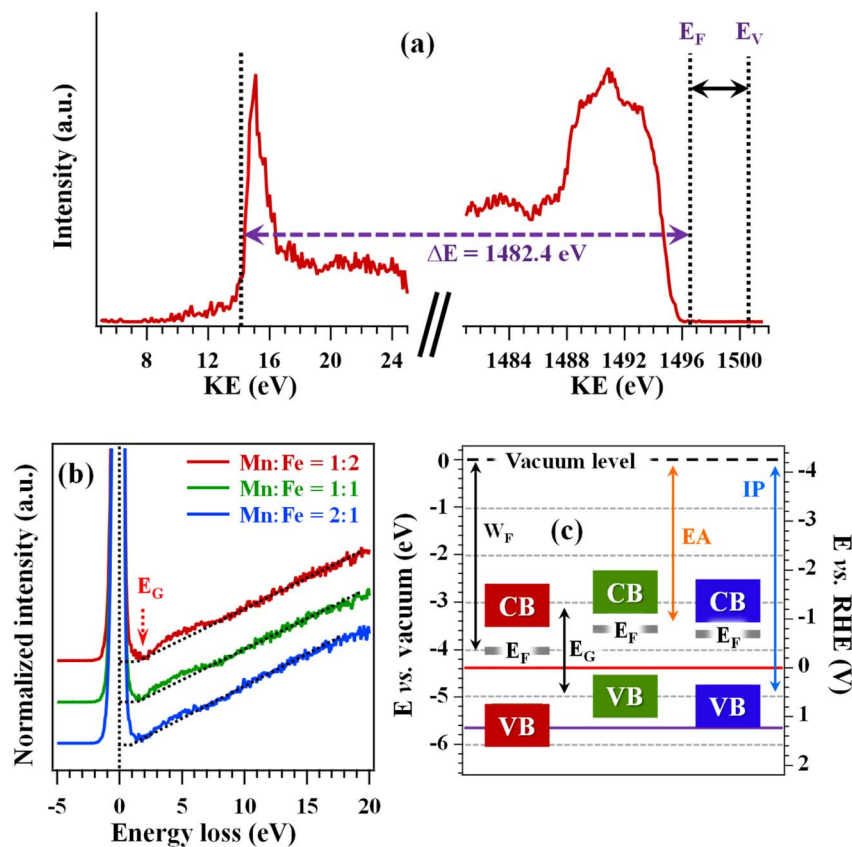 (a)
E_F E_V
Intensity (a.u.)
ΔE = 1482.4 eV
8 12 16 20 24 1484 1488 1492 1496 1500
KE (eV) KE (eV)
(b)
Mn:Fe = 1:2
Mn:Fe = 1:1
Mn:Fe = 2:1
E_G
Normalized intensity (a.u.)
-5 0 5 10 15 20
Energy loss (eV)
(c)
Vacuum level
W_F
EA
IP
CB CB CB
E_F E_F E_F
E_G
VB VB VB
E vs. vacuum (eV)
0
-1
-2
-3
-4
-5
-6
E vs. RHE (V)
-4
-3
-2
-1
0
1
2